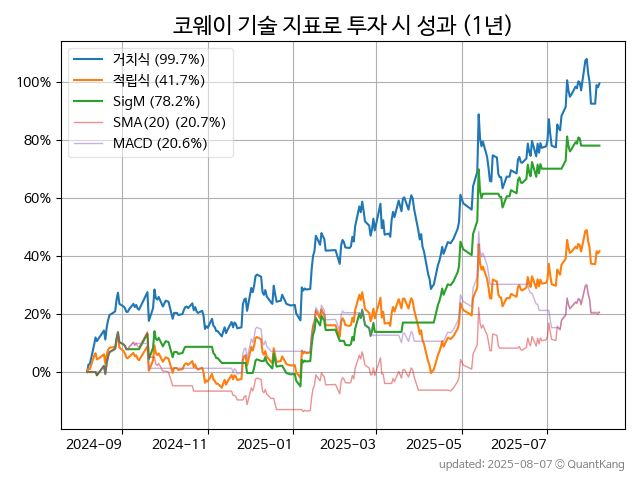 코웨이 기술 지표로 투자 시 성과 (1년)
거치식 (99.7%)
적립식 (41.7%)
SigM (78.2%)
SMA(20) (20.7%)
MACD (20.6%)
100%
80%
60%
40%
20%
0%
2024-09 2024-11 2025-01 2025-03 2025-05 2025-07
updated: 2025-08-07 © QuantKang